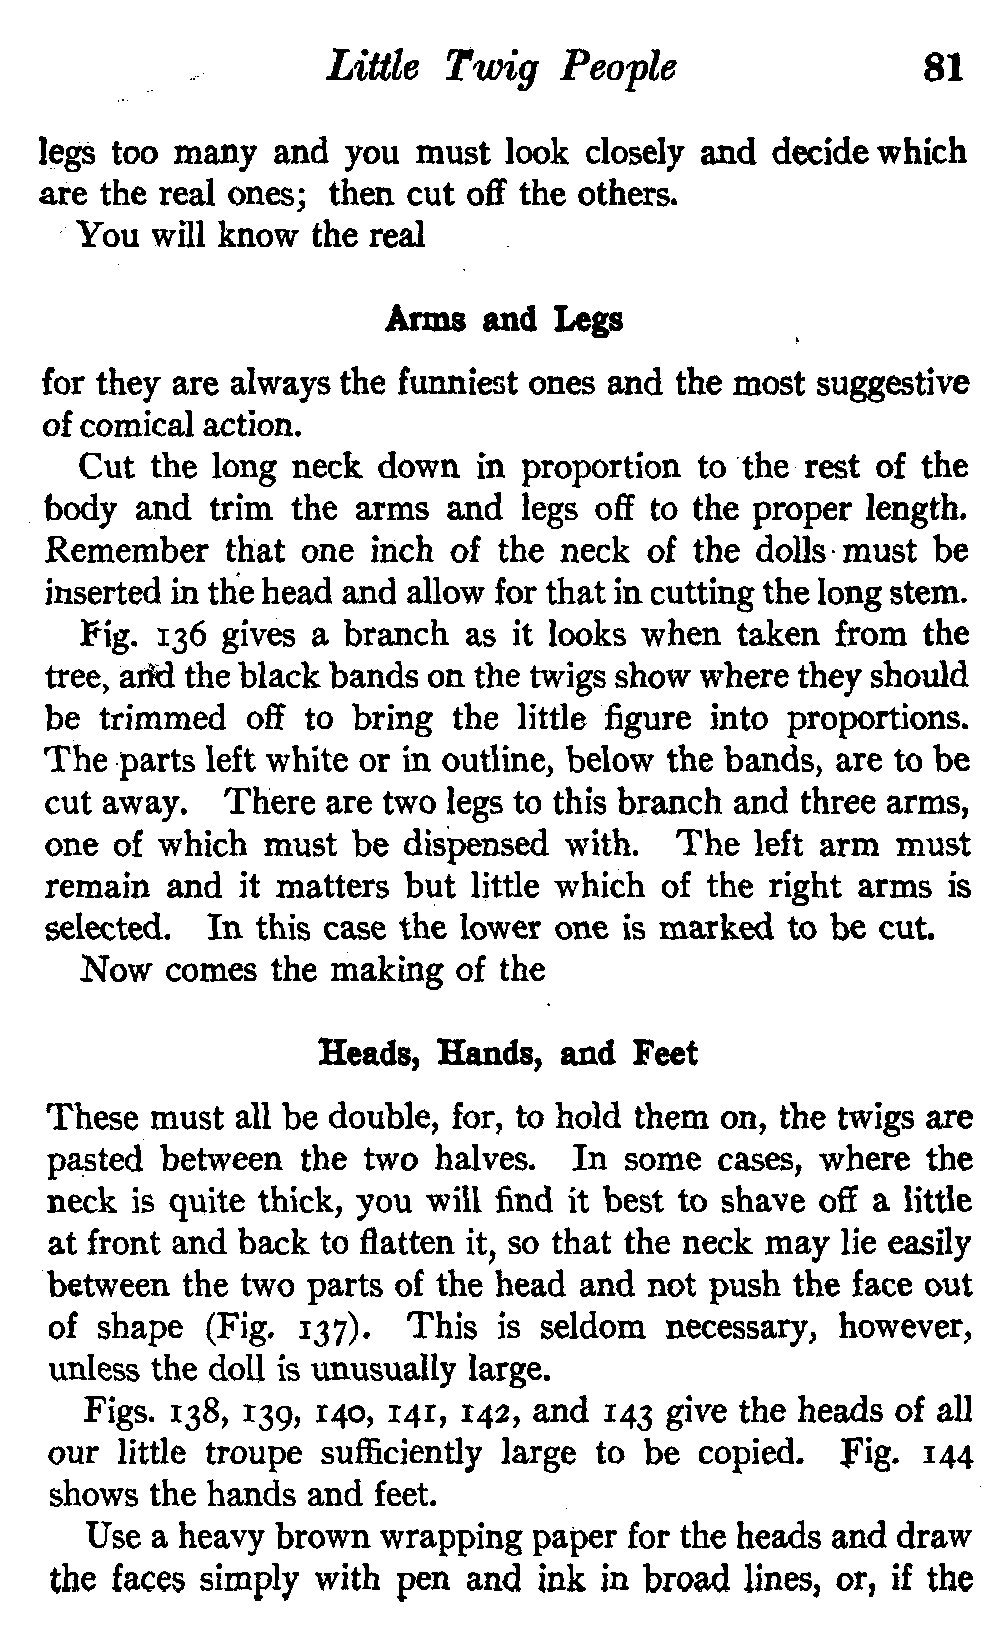 Little Twig People 81
legs too many and you must look closely and decide which
are the real ones; then cut off the others.
You will know the real
Arms and Legs
for they are always the funniest ones and the most suggestive
of comical action.
Cut the long neck down in proportion to the rest of the
body and trim the arms and legs off to the proper length.
Remember that one inch of the neck of the dolls must be
inserted in the head and allow for that in cutting the long stem.
Fig. 136 gives a branch as it looks when taken from the
tree, and the black bands on the twigs show where they should
be trimmed off to bring the little figure into proportions.
The parts left white or in outline, below the bands, are to be
cut away. There are two legs to this branch and three arms,
one of which must be dispensed with. The left arm must
remain and it matters but little which of the right arms is
selected. In this case the lower one is marked to be cut.
Now comes the making of the
Heads, Hands, and Feet
These must all be double, for, to hold them on, the twigs are
pasted between the two halves. In some cases, where the
neck is quite thick, you will find it best to shave off a little
at front and back to flatten it, so that the neck may lie easily
between the two parts of the head and not push the face out
of shape (Fig. 137). This is seldom necessary, however,
unless the doll is unusually large.
Figs. 138, 139, 140, 141, 142, and 143 give the heads of all
our little troupe sufficiently large to be copied. Fig. 144
shows the hands and feet.
Use a heavy brown wrapping paper for the heads and draw
the faces simply with pen and ink in broad lines, or, if the